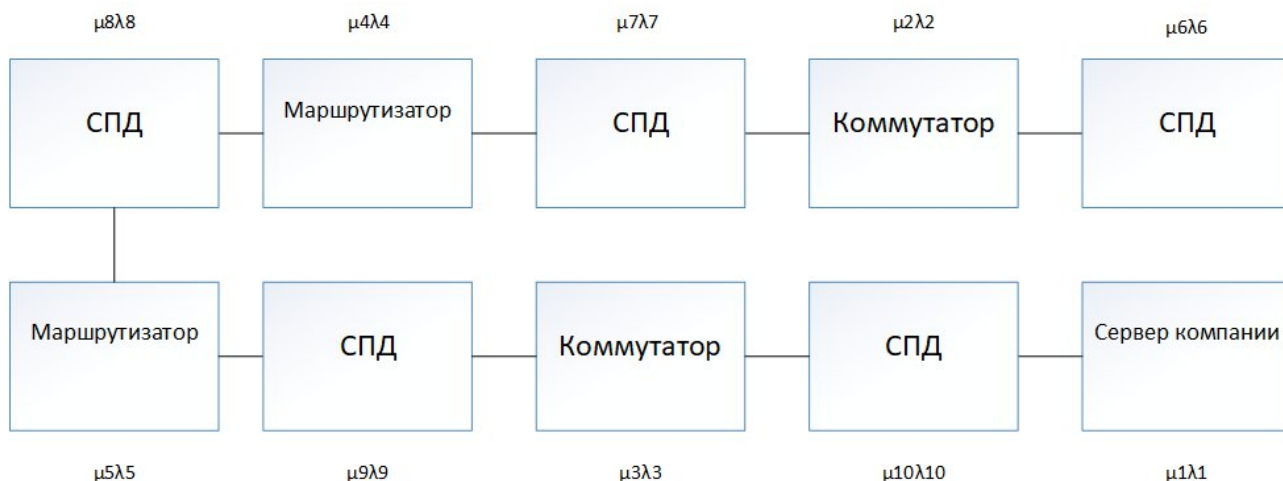 μ8λ8 μ4λ4 μ7λ7 μ2λ2 μ6λ6
СПД Маршрутизатор СПД Коммутатор СПД
Маршрутизатор СПД Коммутатор СПД Сервер компании
μ5λ5 μ9λ9 μ3λ3 μ10λ10 μ1λ1